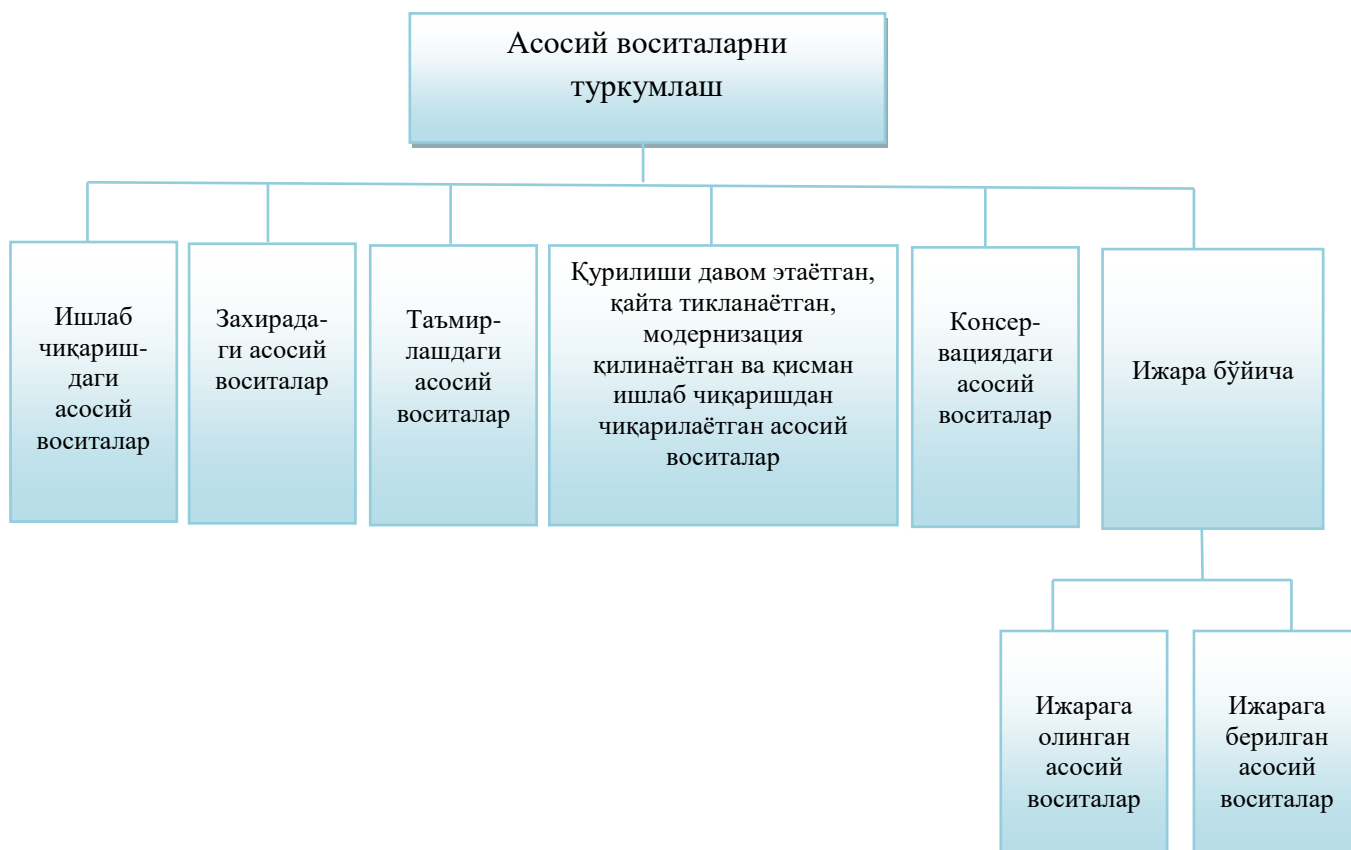 Асосий воситаларни
туркумлаш
Ишлаб
чиқариш-
даги
асосий
воситалар
Захирада-
ги асосий
воситалар
Таъмир-
лашдаги
асосий
воситалар
Қурилиши давом этаётган,
қайта тикланаётган,
модернизация
қилинаётган ва қисман
ишлаб чиқаришдан
чиқарилаётган асосий
воситалар
Консер-
вациядаги
асосий
воситалар
Ижара бўйича
Ижарага
олинган
асосий
воситалар
Ижарага
берилган
асосий
воситалар